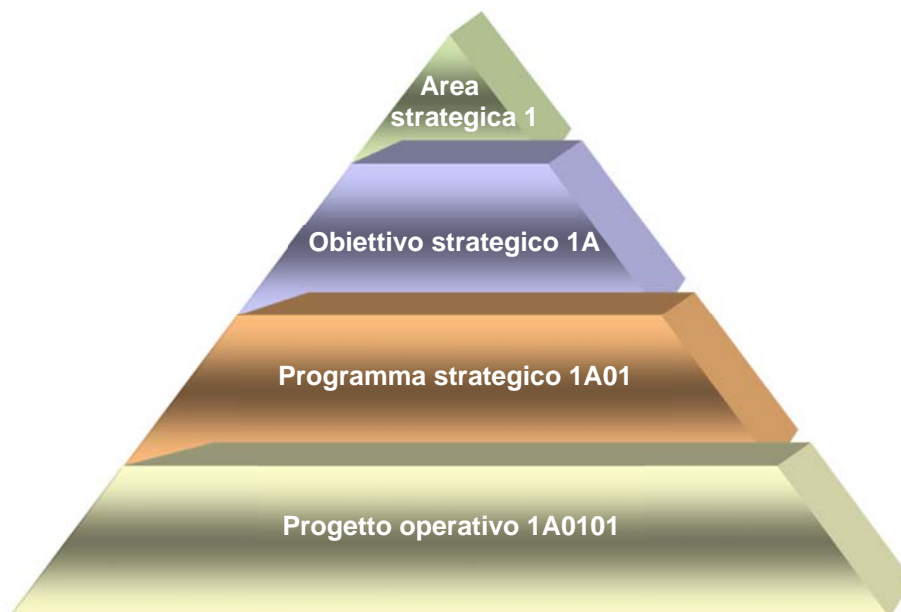 Area
strategica 1
Obiettivo strategico 1A
Programma strategico 1A01
Progetto operativo 1A0101